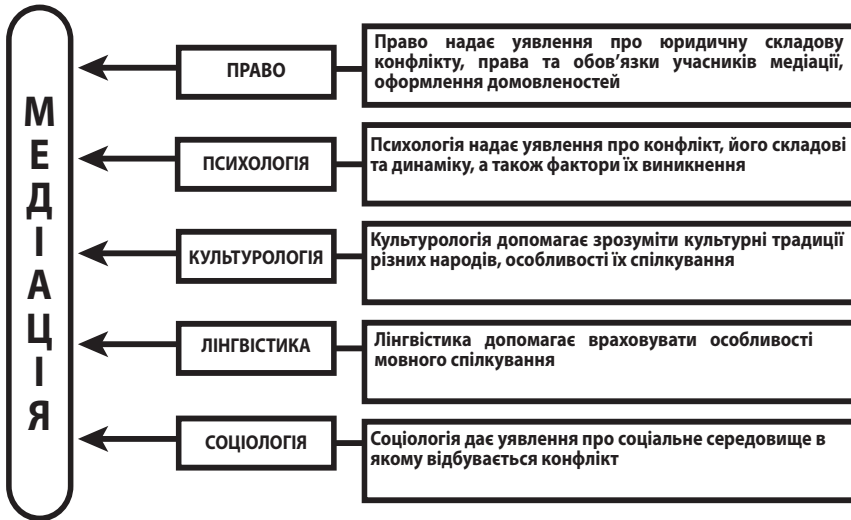 МЕДІАЦІЯ
ПРАВО
Право надає уявлення про юридичну складову
конфлікту, права та обов’язки учасників медіації,
оформлення домовленостей
ПСИХОЛОГІЯ
Психологія надає уявлення про конфлікт, його складові
та динаміку, а також фактори їх виникнення
КУЛЬТУРОЛОГІЯ
Культурологія допомагає зрозуміти культурні традиції
різних народів, особливості їх спілкування
ЛІНГВІСТИКА
Лінгвістика допомагає враховувати особливості
мовного спілкування
СОЦІОЛОГІЯ
Соціологія дає уявлення про соціальне середовище в
якому відбувається конфлікт